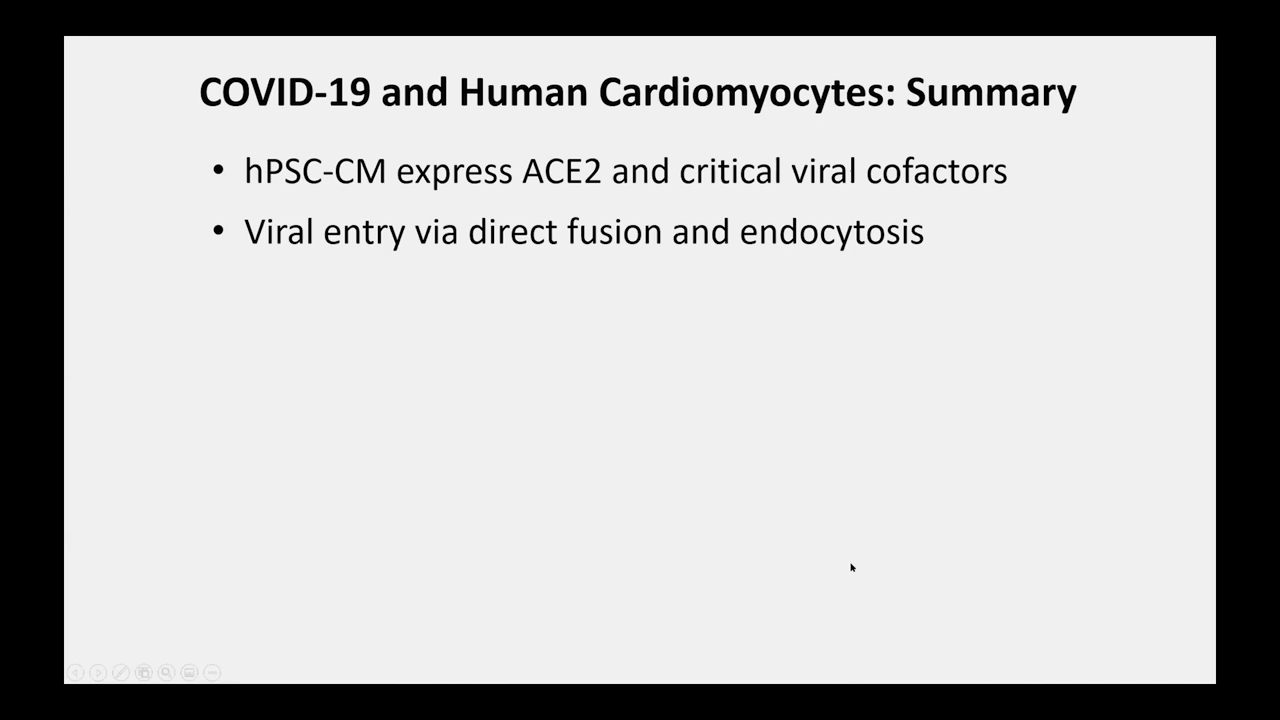 COVID-19 and Human Cardiomyocytes: Summary
• hPSC-CM express ACE2 and critical viral cofactors
• Viral entry via direct fusion and endocytosis